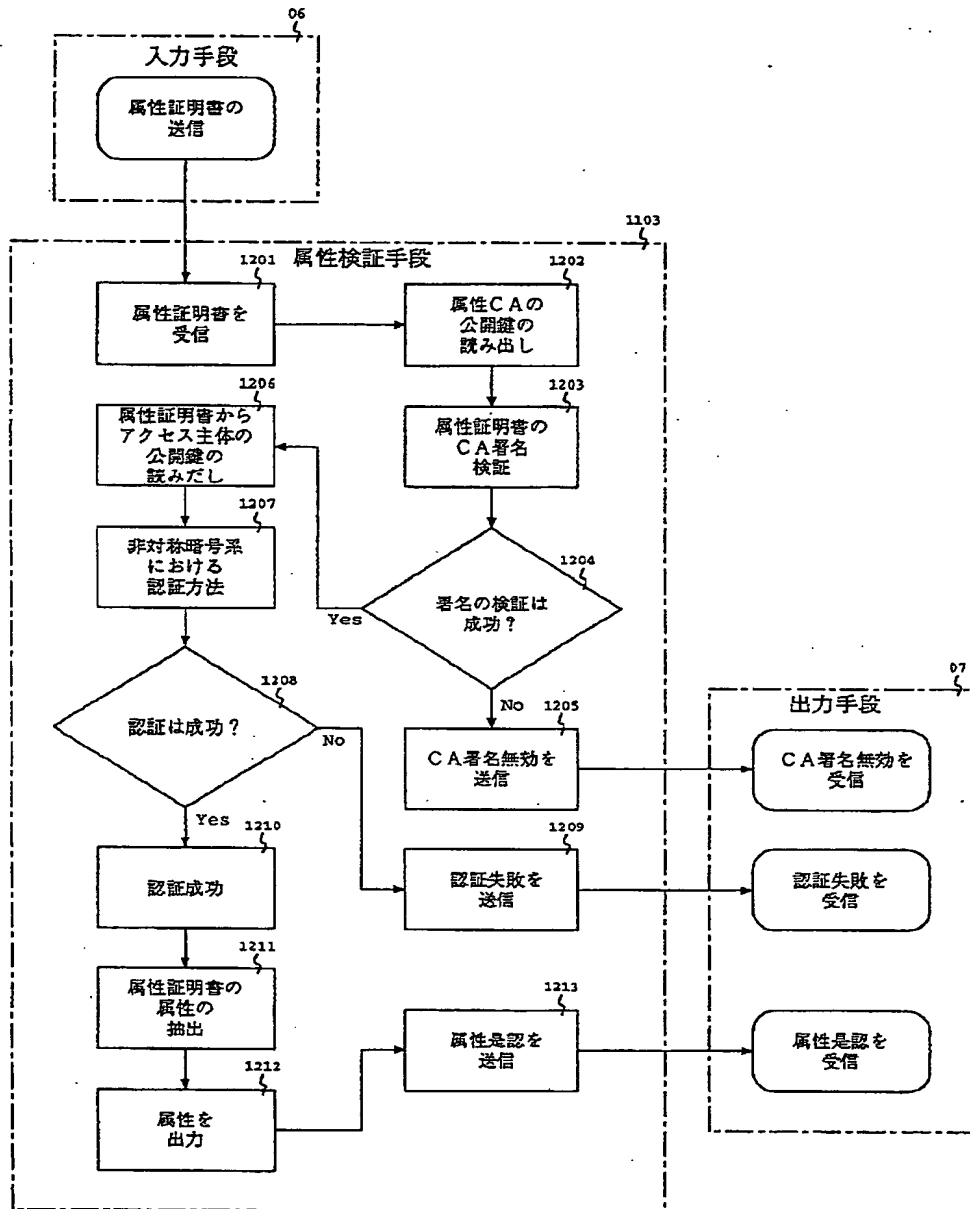 06
入力手段
属性証明書の
送信
1103
属性検証手段
1201
属性証明書を
受信
1202
属性CAの
公開鍵の
読み出し
1206
属性証明書から
アクセス主体の
公開鍵の
読みだし
1203
属性証明書の
CA署名
検証
1207
非対称暗号系
における
認証方法
1204
署名の検証は
成功？
Yes
No
1208
認証は成功？
No
Yes
1205
CA署名無効を
送信
07
出力手段
CA署名無効を
受信
1210
認証成功
1209
認証失敗を
送信
認証失敗を
受信
1211
属性証明書の
属性の
抽出
1213
属性是認を
送信
属性是認を
受信
1212
属性を
出力